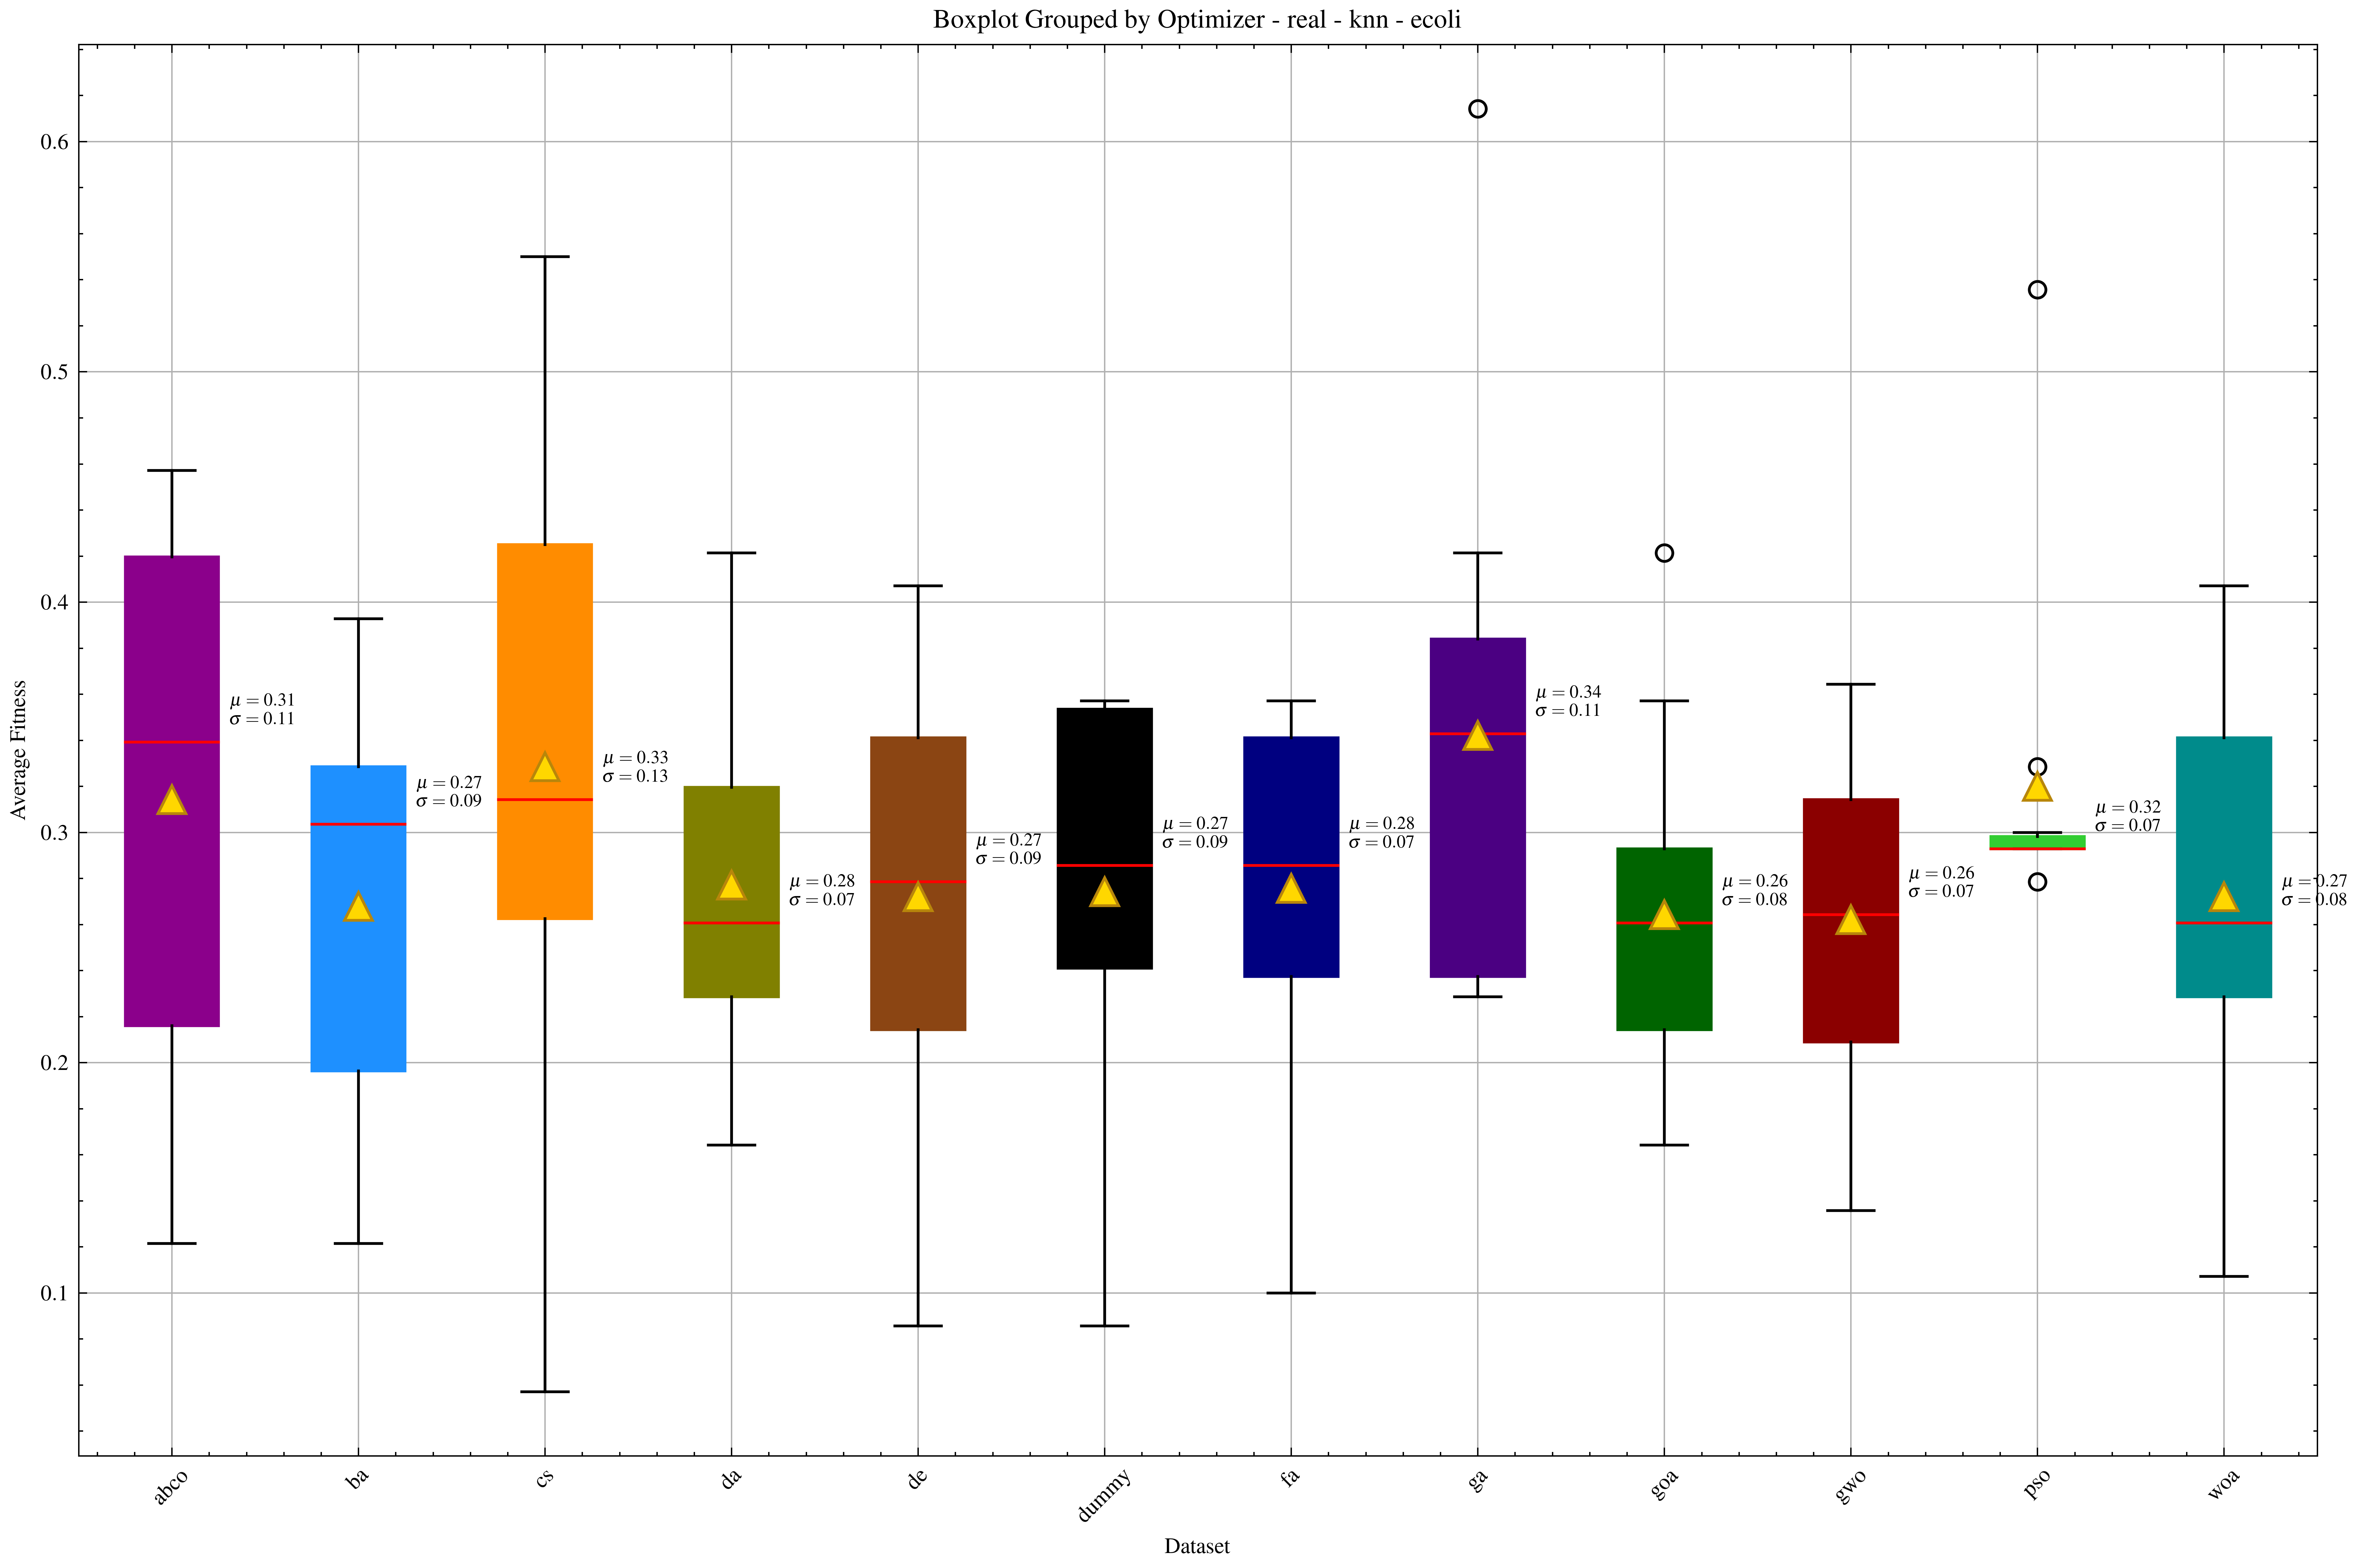 Boxplot Grouped by Optimizer - real - knn - ecoli
Average Fitness
0.6
0.5
0.4
0.3
0.2
0.1
μ = 0.31
σ = 0.11
μ = 0.27
σ = 0.09
μ = 0.33
σ = 0.13
μ = 0.28
σ = 0.07
μ = 0.27
σ = 0.09
μ = 0.27
σ = 0.09
μ = 0.28
σ = 0.07
μ = 0.34
σ = 0.11
μ = 0.26
σ = 0.08
μ = 0.26
σ = 0.07
μ = 0.32
σ = 0.07
μ = 0.27
σ = 0.08
abco
ba
cs
da
de
dummy
fa
ga
goa
gwo
pso
woa
Dataset